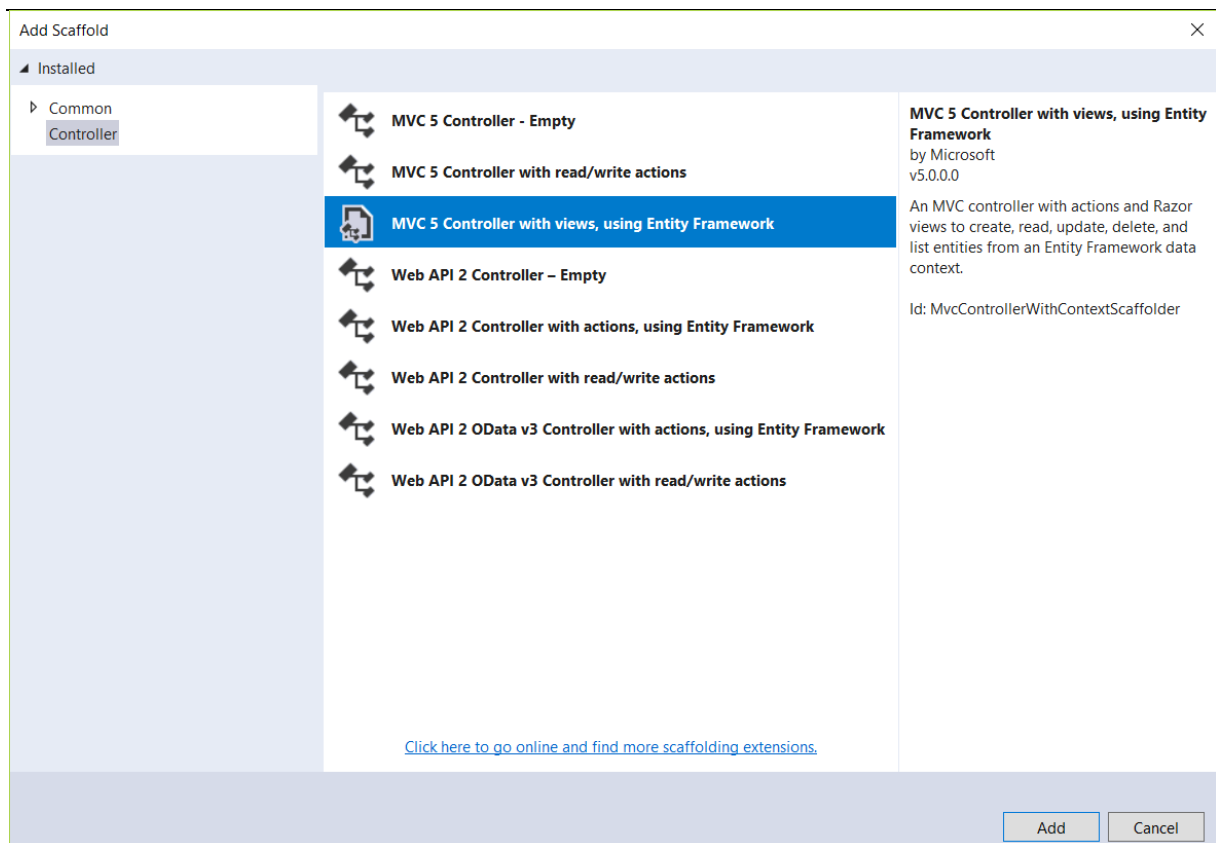 Add Scaffold
Installed
Common
Controller
MVC 5 Controller - Empty
MVC 5 Controller with read/write actions
MVC 5 Controller with views, using Entity Framework
Web API 2 Controller – Empty
Web API 2 Controller with actions, using Entity Framework
Web API 2 Controller with read/write actions
Web API 2 OData v3 Controller with actions, using Entity Framework
Web API 2 OData v3 Controller with read/write actions
Click here to go online and find more scaffolding extensions.
MVC 5 Controller with views, using Entity
Framework
by Microsoft
v5.0.0.0
An MVC controller with actions and Razor
views to create, read, update, delete, and
list entities from an Entity Framework data
context.
Id: MvcControllerWithContextScaffolder
Add
Cancel